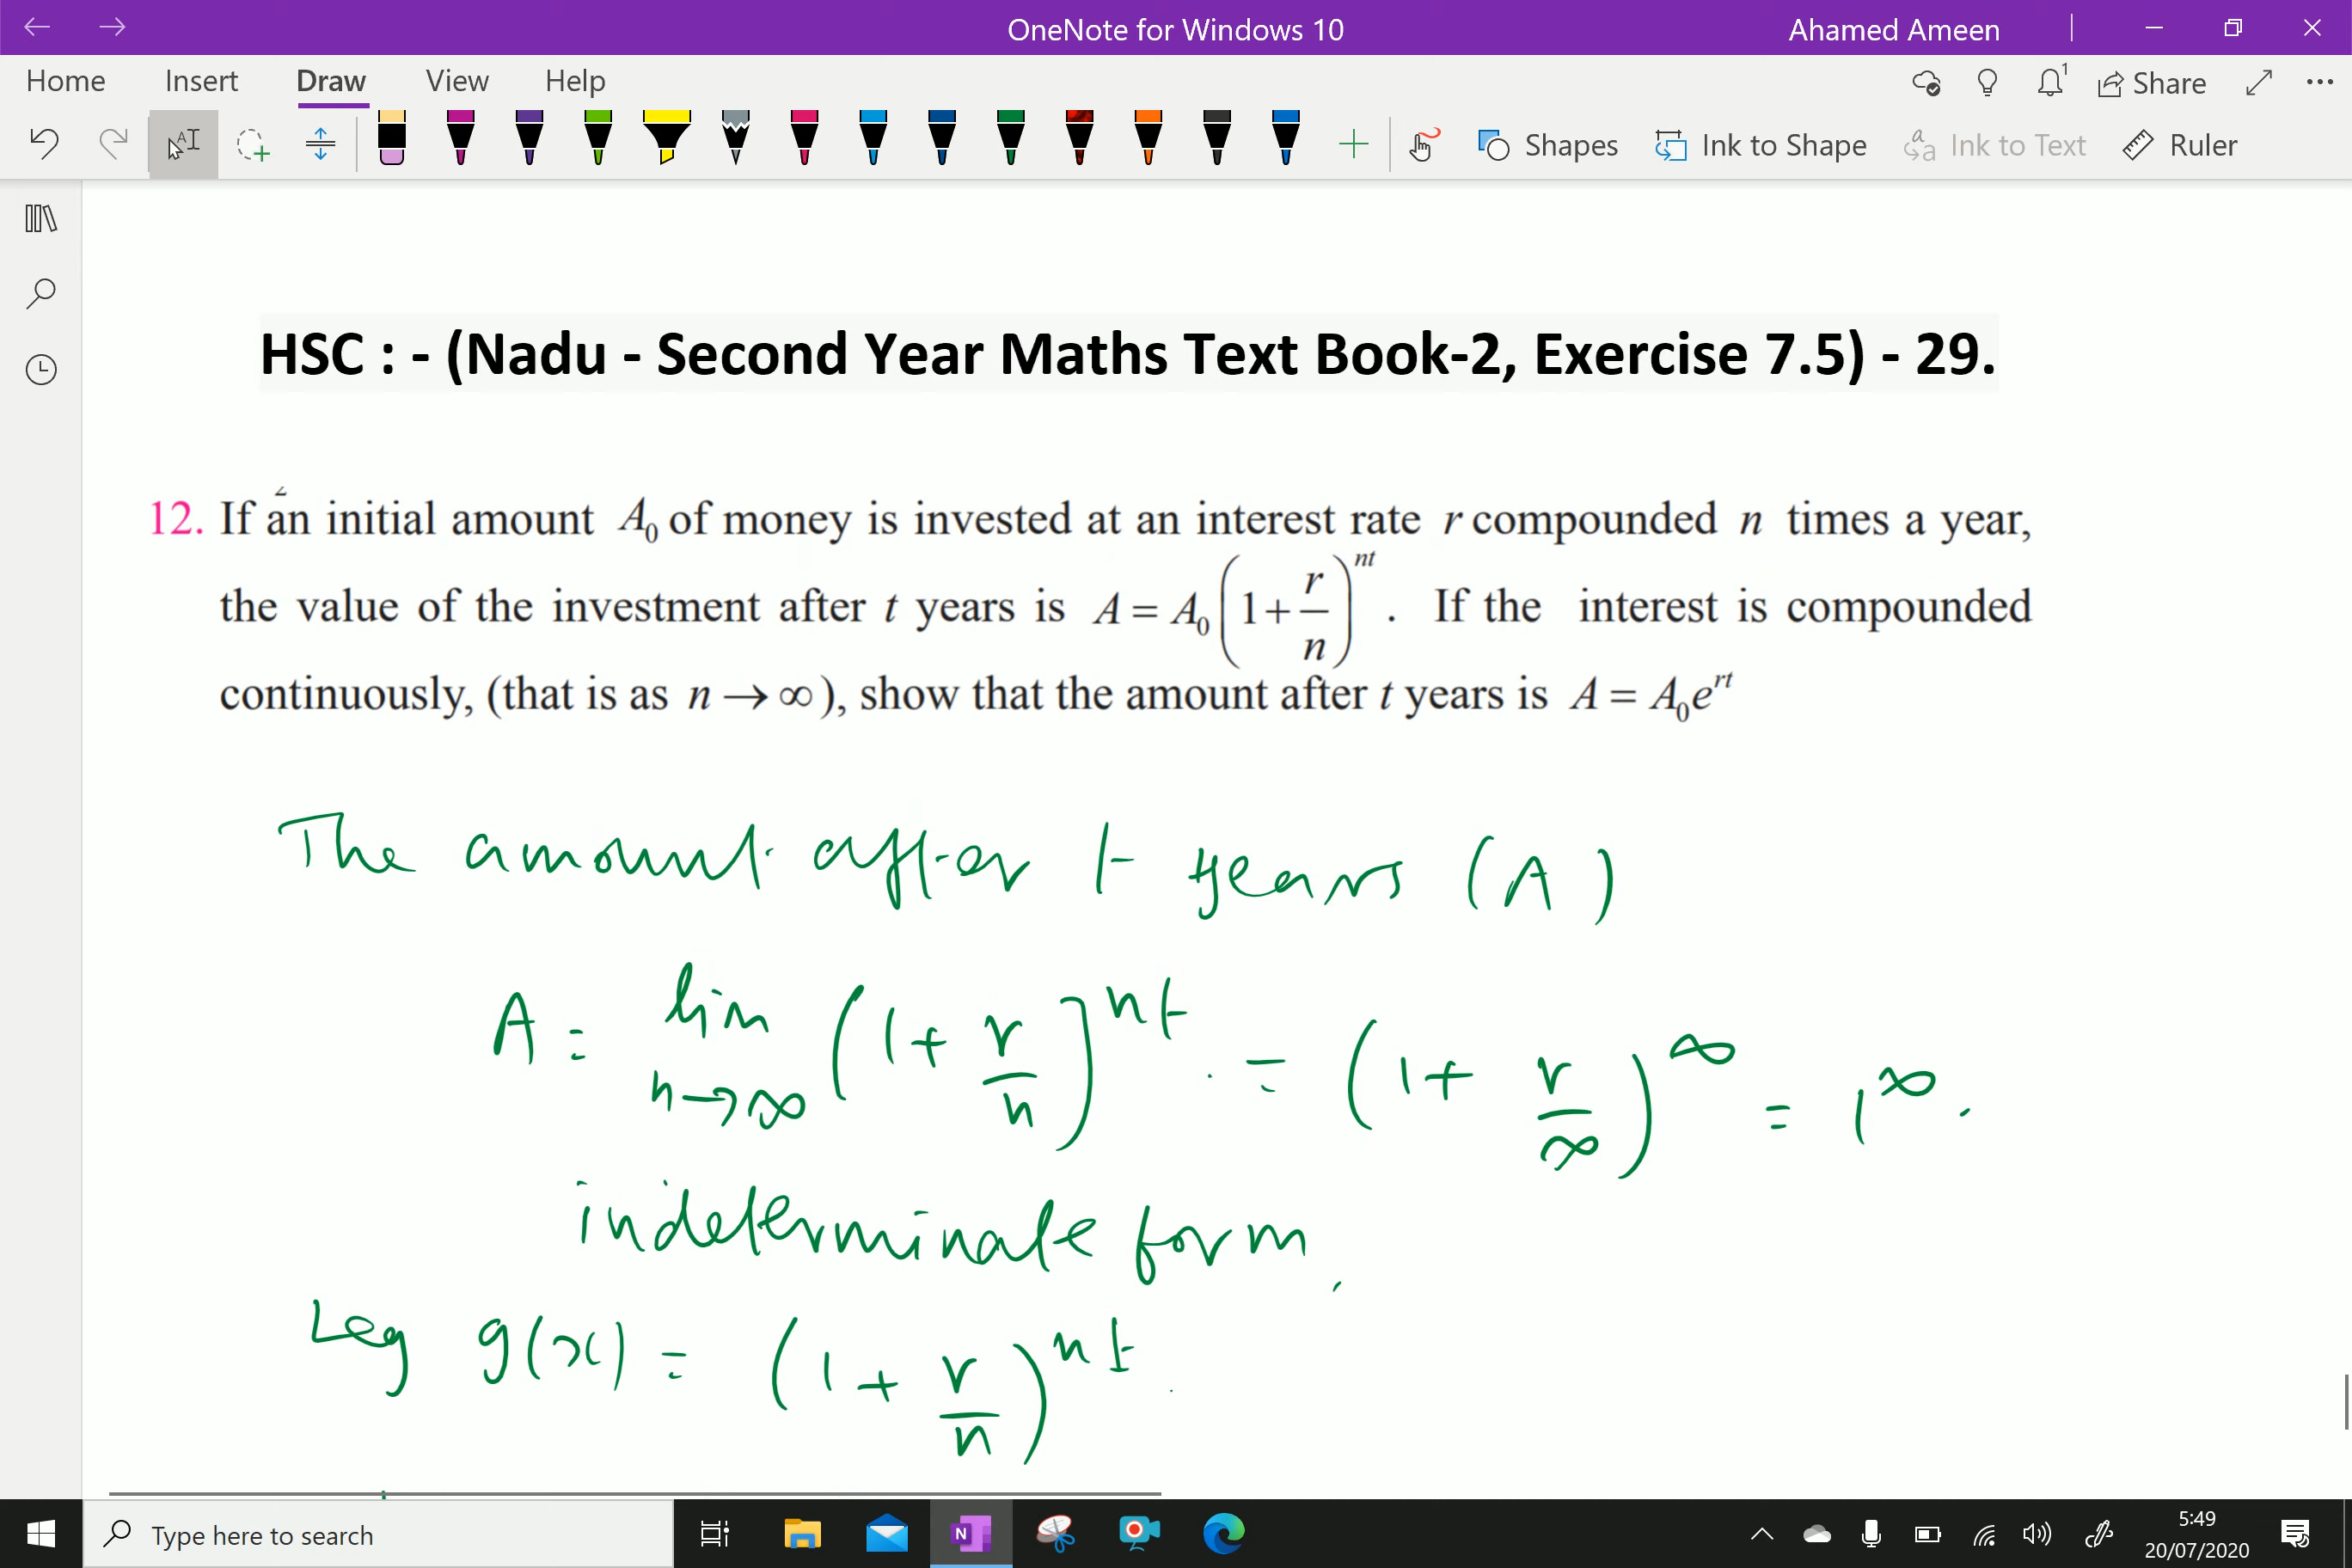 OneNote for Windows 10
Ahamed Ameen
Home Insert Draw View Help
1
Share
Shapes Ink to Shape Ink to Text Ruler
HSC : - (Nadu - Second Year Maths Text Book-2, Exercise 7.5) - 29.
12. If an initial amount A₀ of money is invested at an interest rate r compounded n times a year,
the value of the investment after t years is A = A₀(1+r/n)^nt . If the interest is compounded
continuously, (that is as n → ∞), show that the amount after t years is A = A₀e^rt
The amount after t years (A)
A = lim n→∞ (1 + r/n)^nt . = (1 + r/∞)^∞ = 1^∞ .
indeterminate form.
Leg g(x) = (1 + r/n)^nt .
Type here to search
N
5:49
20/07/2020